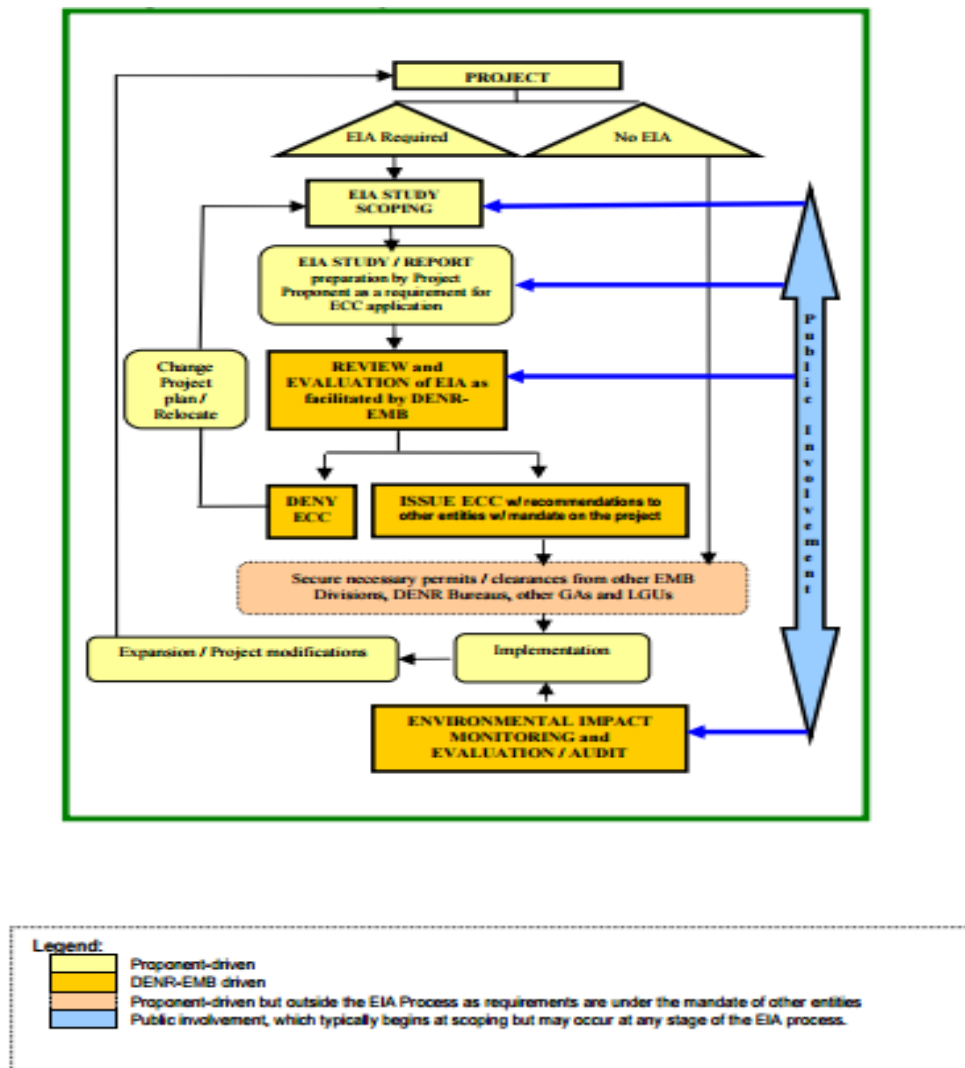 PROJECT
EIA Required
No EIA
EIA STUDY
SCOPING
EIA STUDY / REPORT
preparation by Project
Proponent as a requirement for
ECC application
Public Involvement
Change
Project
plan /
Relocate
REVIEW and
EVALUATION of EIA as
facilitated by DENR-
EMB
DENY
ECC
ISSUE ECC w/ recommendations to
other entities w/ mandate on the project
Secure necessary permits / clearances from other EMB
Divisions, DENR Bureaus, other GAs and LGUs
Expansion / Project modifications
Implementation
ENVIRONMENTAL IMPACT
MONITORING and
EVALUATION / AUDIT
Legend:
Proponent-driven
DENR-EMB driven
Proponent-driven but outside the EIA Process as requirements are under the mandate of other entities
Public involvement, which typically begins at scoping but may occur at any stage of the EIA process.